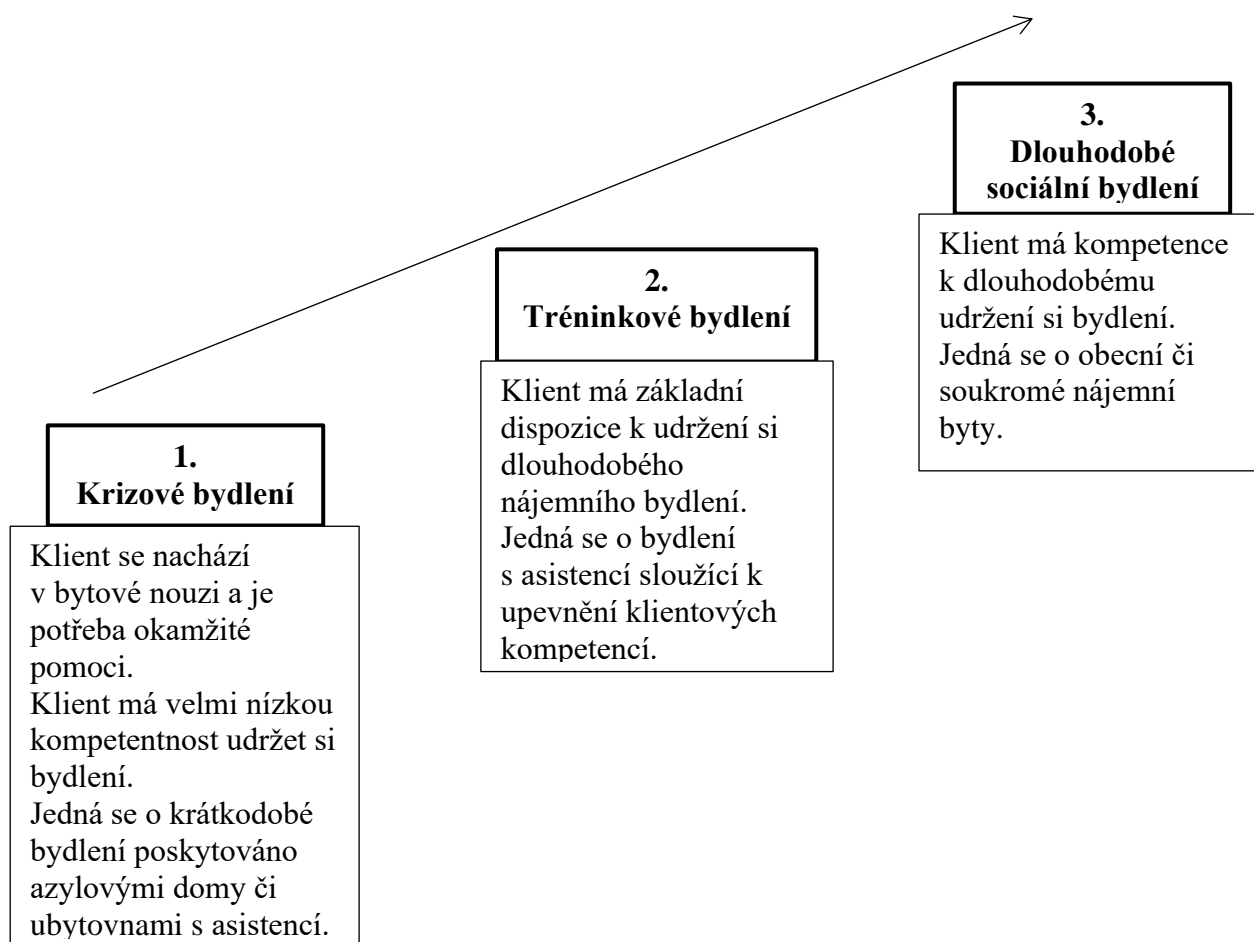 1.
Krizové bydlení
Klient se nachází
v bytové nouzi a je
potřeba okamžité
pomoci.
Klient má velmi nízkou
kompetentnost udržet si
bydlení.
Jedná se o krátkodobé
bydlení poskytováno
azylovými domy či
ubytovnami s asistencí.
2.
Tréninkové bydlení
Klient má základní
dispozice k udržení si
dlouhodobého
nájemního bydlení.
Jedná se o bydlení
s asistencí sloužící k
upevnění klientových
kompetencí.
3.
Dlouhodobé
sociální bydlení
Klient má kompetence
k dlouhodobému
udržení si bydlení.
Jedná se o obecní či
soukromé nájemní
byty.